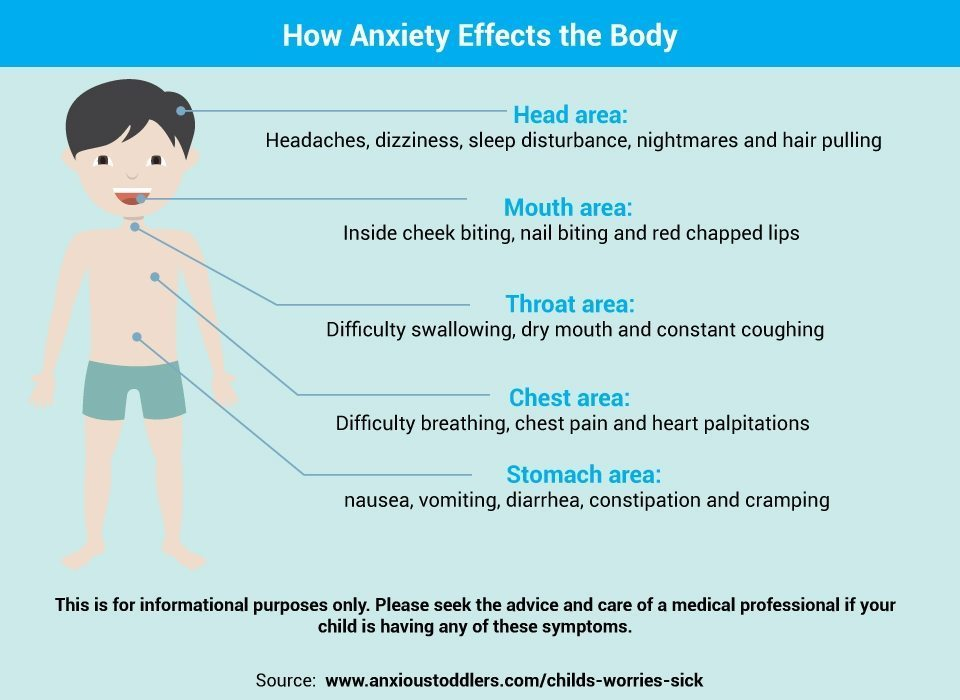 How Anxiety Effects the Body
Head area:
Headaches, dizziness, sleep disturbance, nightmares and hair pulling
Mouth area:
Inside cheek biting, nail biting and red chapped lips
Throat area:
Difficulty swallowing, dry mouth and constant coughing
Chest area:
Difficulty breathing, chest pain and heart palpitations
Stomach area:
nausea, vomiting, diarrhea, constipation and cramping
This is for informational purposes only. Please seek the advice and care of a medical professional if your
child is having any of these symptoms.
Source: www.anxioustoddlers.com/childs-worries-sick